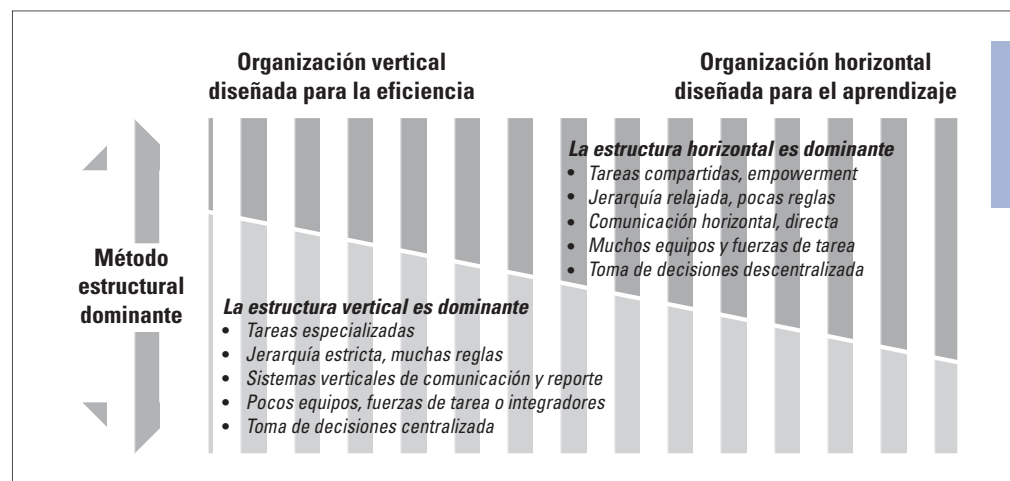 Organización vertical
diseñada para la eficiencia
Organización horizontal
diseñada para el aprendizaje
La estructura horizontal es dominante
• Tareas compartidas, empowerment
• Jerarquía relajada, pocas reglas
• Comunicación horizontal, directa
• Muchos equipos y fuerzas de tarea
• Toma de decisiones descentralizada
Método
estructural
dominante
La estructura vertical es dominante
• Tareas especializadas
• Jerarquía estricta, muchas reglas
• Sistemas verticales de comunicación y reporte
• Pocos equipos, fuerzas de tarea o integradores
• Toma de decisiones centralizada